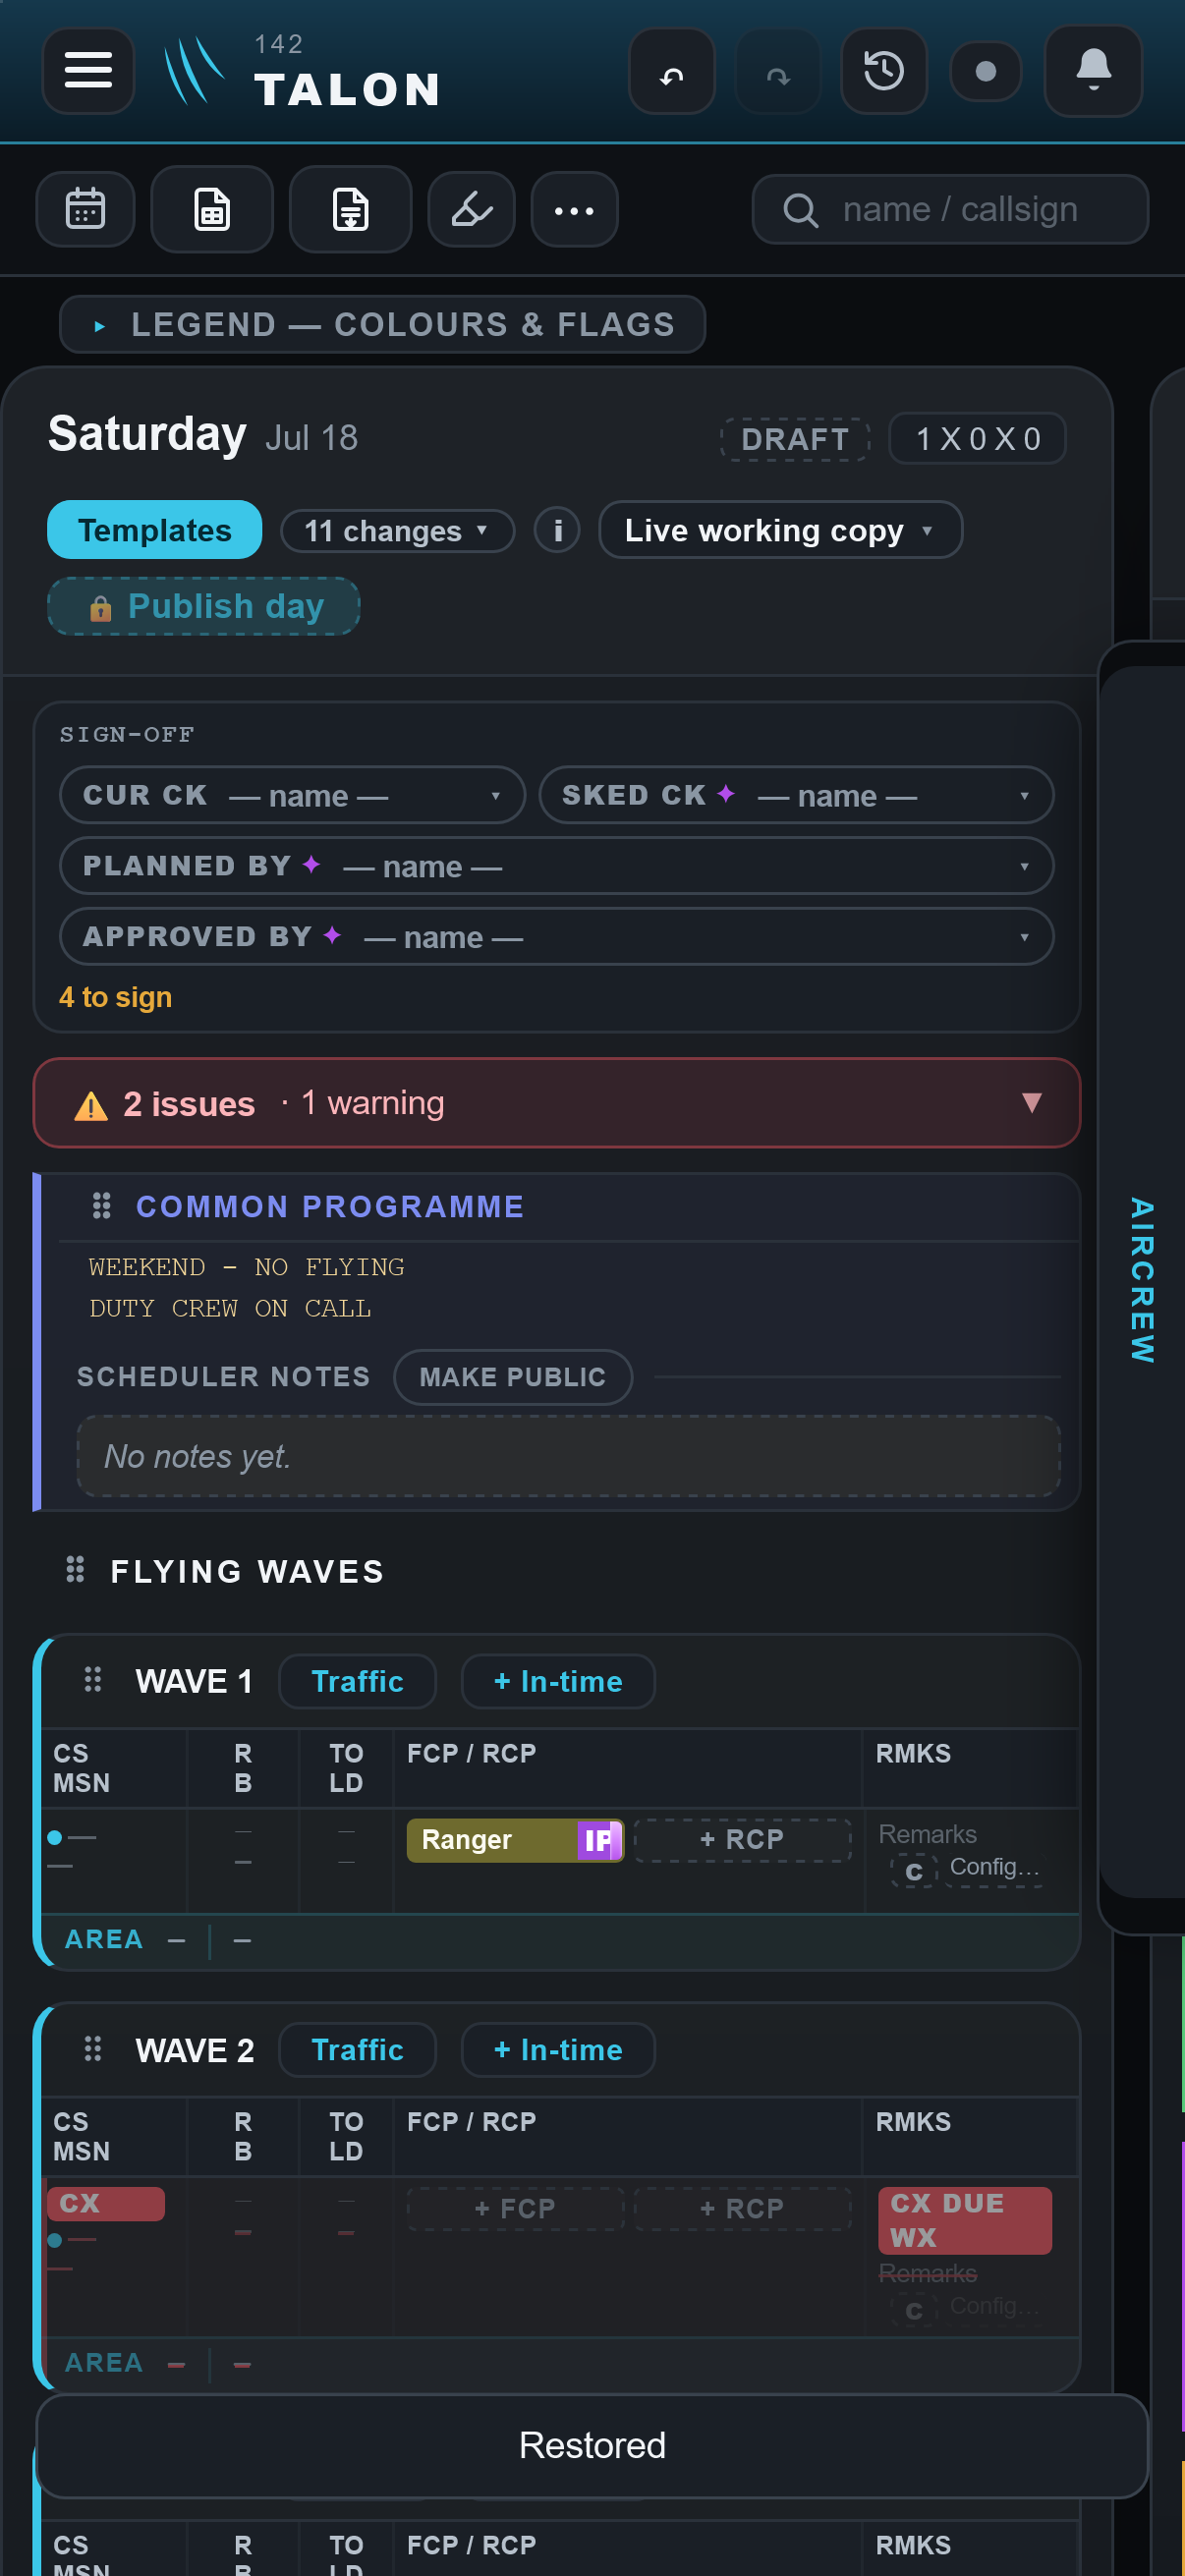 142
TALON
name / callsign
LEGEND — COLOURS & FLAGS
Saturday Jul 18 DRAFT 1 X 0 X 0
Templates 11 changes i Live working copy
Publish day
SIGN-OFF
CUR CK — name — SKED CK — name —
PLANNED BY — name —
APPROVED BY — name —
4 to sign
2 issues · 1 warning
COMMON PROGRAMME
WEEKEND – NO FLYING
DUTY CREW ON CALL
SCHEDULER NOTES MAKE PUBLIC
No notes yet.
AIRCREW
FLYING WAVES
WAVE 1 Traffic + In-time
CS R TO FCP / RCP RMKS
MSN B LD
— — — Ranger IP + RCP Remarks
— — — C Config...
AREA – | –
WAVE 2 Traffic + In-time
CS R TO FCP / RCP RMKS
MSN B LD
CX — — + FCP + RCP CX DUE
WX
— — — Remarks
— C Config...
AREA – | –
Restored
CS R TO FCP / RCP RMKS
MSN B LD